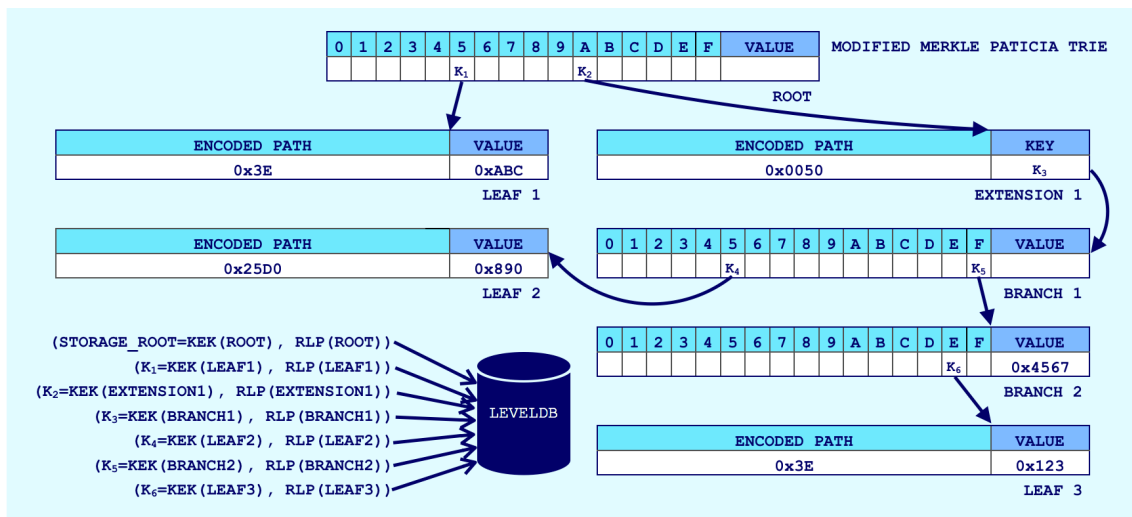 0 1 2 3 4 5 6 7 8 9 A B C D E F VALUE
MODIFIED MERKLE PATICIA TRIE
K₁ K₂
ROOT
ENCODED PATH VALUE
0x3E 0xABC
LEAF 1
ENCODED PATH KEY
0x0050 K₃
EXTENSION 1
ENCODED PATH VALUE
0x25D0 0x890
LEAF 2
0 1 2 3 4 5 6 7 8 9 A B C D E F VALUE
K₄ K₅
BRANCH 1
0 1 2 3 4 5 6 7 8 9 A B C D E F VALUE
K₆ 0x4567
BRANCH 2
(STORAGE_ROOT=KEK(ROOT), RLP(ROOT))
(K₁=KEK(LEAF1), RLP(LEAF1))
(K₂=KEK(EXTENSION1), RLP(EXTENSION1))
(K₃=KEK(BRANCH1), RLP(BRANCH1))
(K₄=KEK(LEAF2), RLP(LEAF2))
(K₅=KEK(BRANCH2), RLP(BRANCH2))
(K₆=KEK(LEAF3), RLP(LEAF3))
LEVELDB
ENCODED PATH VALUE
0x3E 0x123
LEAF 3